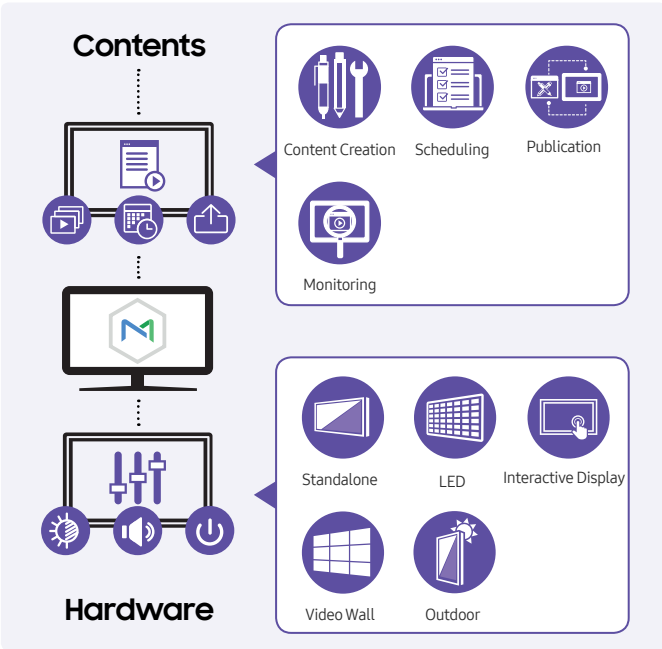 Contents
Content Creation
Scheduling
Publication
Monitoring
Standalone
LED
Interactive Display
Video Wall
Outdoor
Hardware